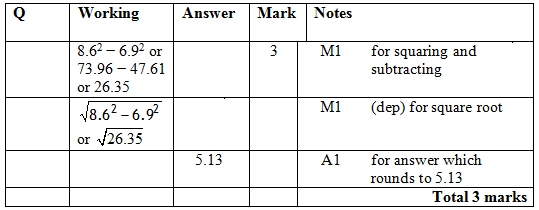 Q Working Answer Mark Notes
8.6² – 6.9² or 3 M1 for squaring and
73.96 – 47.61 subtracting
or 26.35
√8.6² – 6.9² M1 (dep) for square root
or √26.35
5.13 A1 for answer which
rounds to 5.13
Total 3 marks